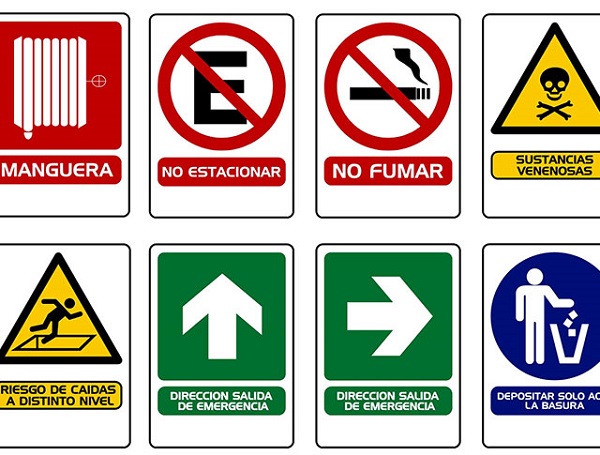 MANGUERA
E
NO ESTACIONAR
NO FUMAR
SUSTANCIAS
VENENOSAS
RIESGO DE CAIDAS
A DISTINTO NIVEL
DIRECCION SALIDA
DE EMERGENCIA
DIRECCION SALIDA
DE EMERGENCIA
DEPOSITAR SOLO
LA BASURA